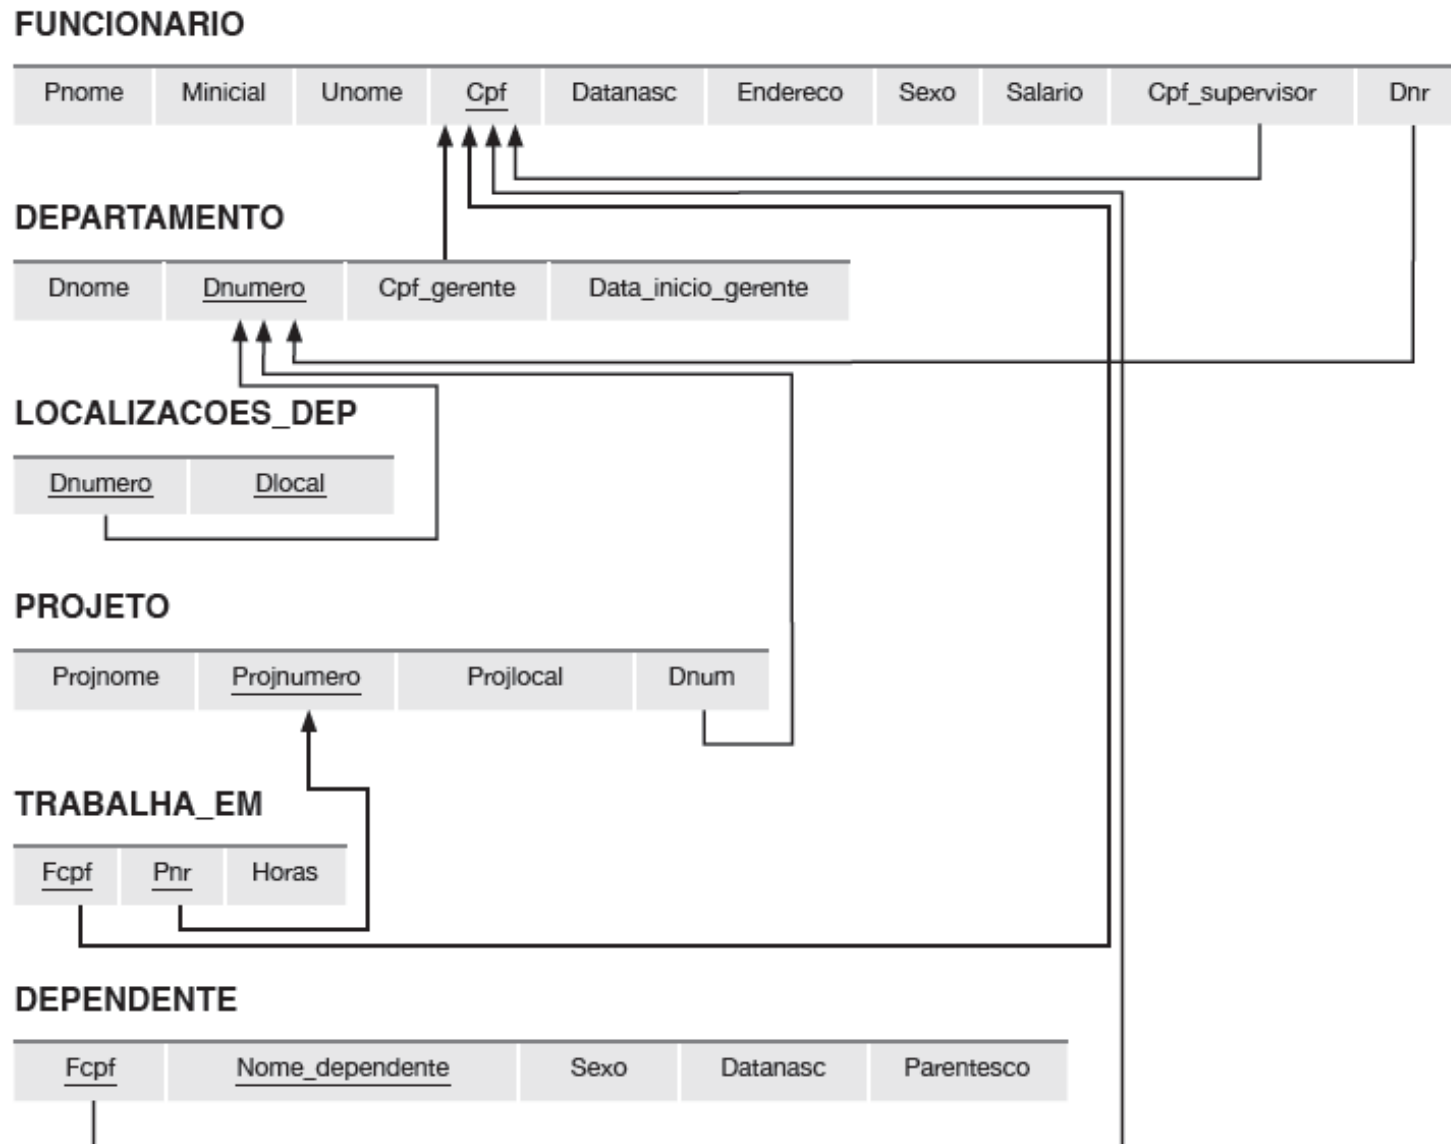 FUNCIONARIO
Pnome Minicial Unome Cpf Datanasc Endereco Sexo Salario Cpf_supervisor Dnr
DEPARTAMENTO
Dnome Dnumero Cpf_gerente Data_inicio_gerente
LOCALIZACOES_DEP
Dnumero Dlocal
PROJETO
Projnome Projnumero Projlocal Dnum
TRABALHA_EM
Fcpf Pnr Horas
DEPENDENTE
Fcpf Nome_dependente Sexo Datanasc Parentesco